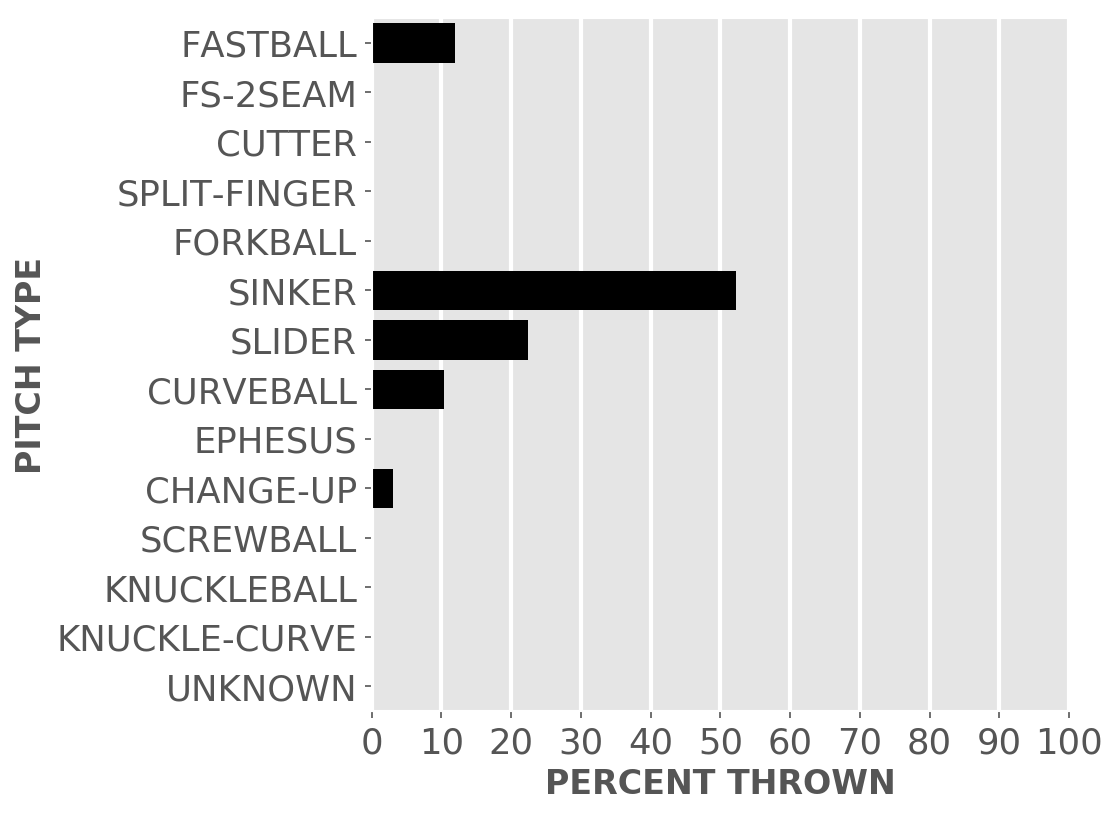 FASTBALL
FS-2SEAM
CUTTER
SPLIT-FINGER
FORKBALL
SINKER
SLIDER
CURVEBALL
EPHESUS
CHANGE-UP
SCREWBALL
KNUCKLEBALL
KNUCKLE-CURVE
UNKNOWN
PITCH TYPE
0 10 20 30 40 50 60 70 80 90 100
PERCENT THROWN